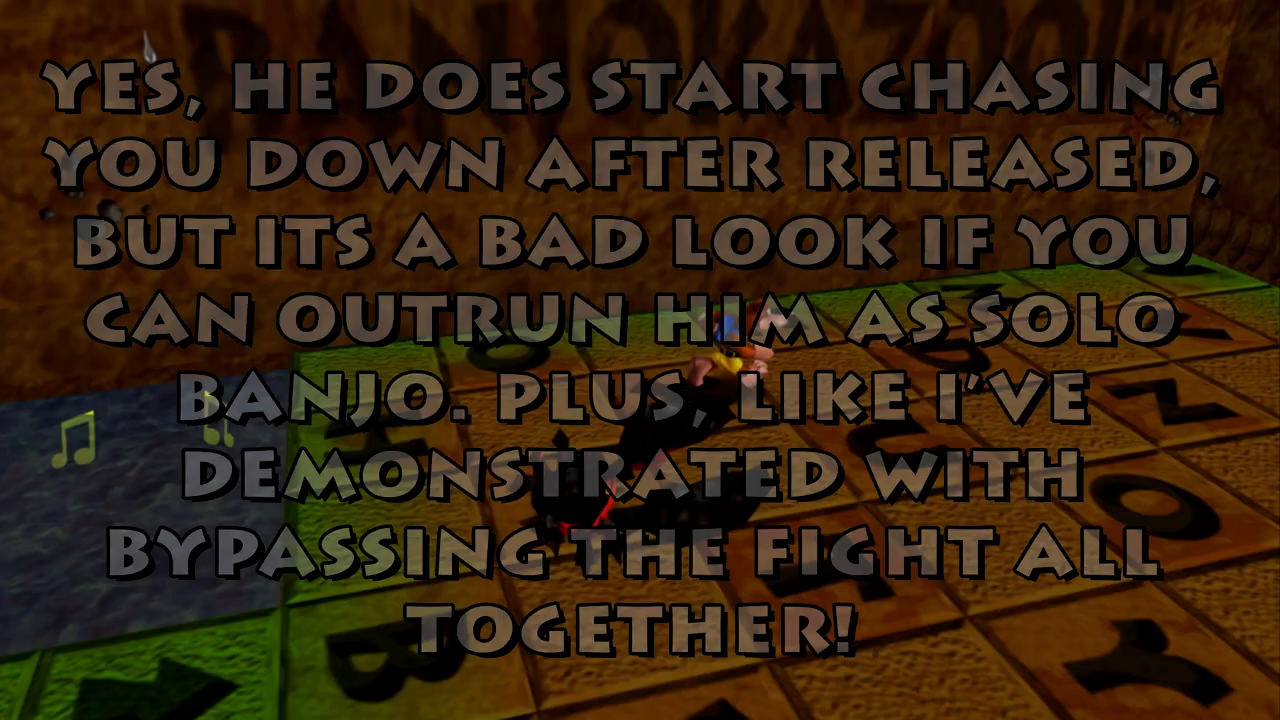 BANJOKAZOOIE
YES, HE DOES START CHASING
YOU DOWN AFTER RELEASED,
BUT ITS A BAD LOOK IF YOU
CAN OUTRUN HIM AS SOLO
BANJO. PLUS, LIKE I'VE
DEMONSTRATED WITH
BYPASSING THE FIGHT ALL
TOGETHER!